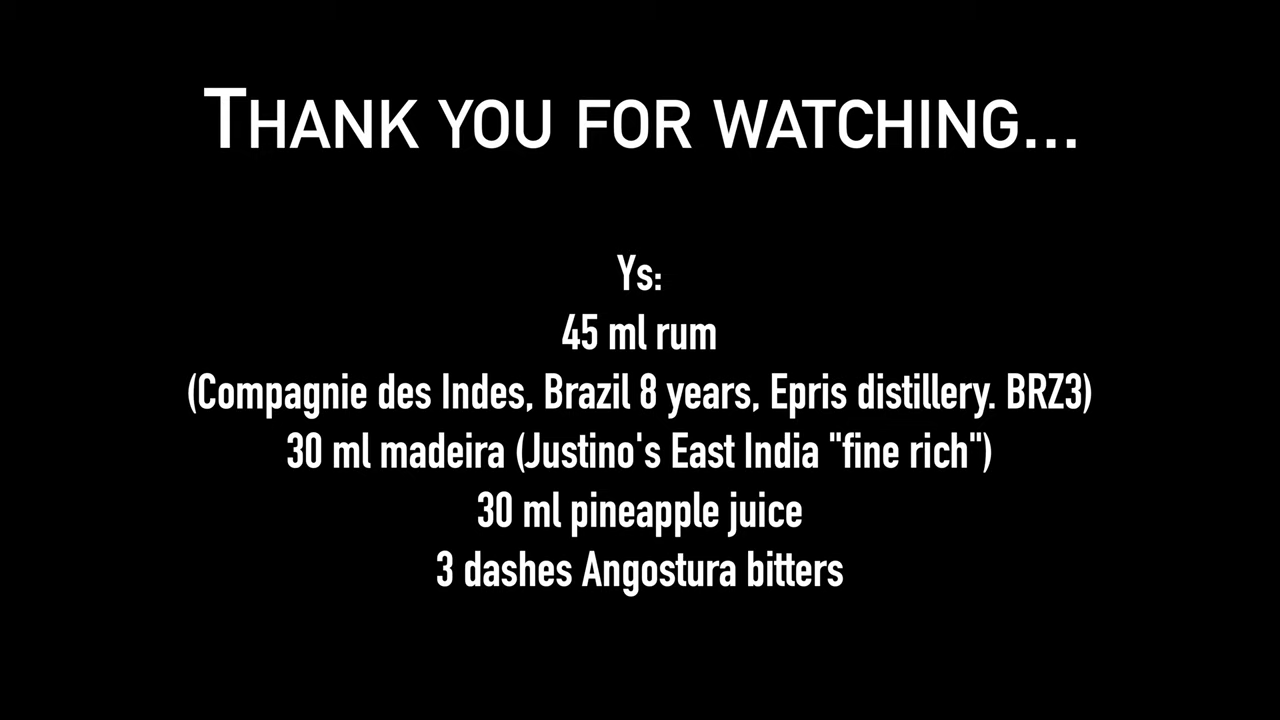 THANK YOU FOR WATCHING...
Ys:
45 ml rum
(Compagnie des Indes, Brazil 8 years, Epris distillery. BRZ3)
30 ml madeira (Justino's East India "fine rich")
30 ml pineapple juice
3 dashes Angostura bitters